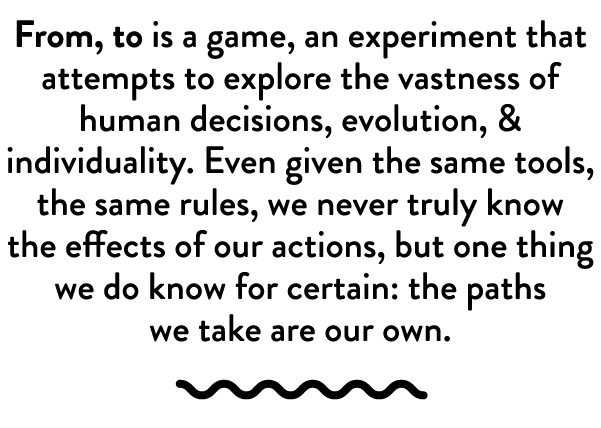 From, to is a game, an experiment that
attempts to explore the vastness of
human decisions, evolution, &
individuality. Even given the same tools,
the same rules, we never truly know
the effects of our actions, but one thing
we do know for certain: the paths
we take are our own.